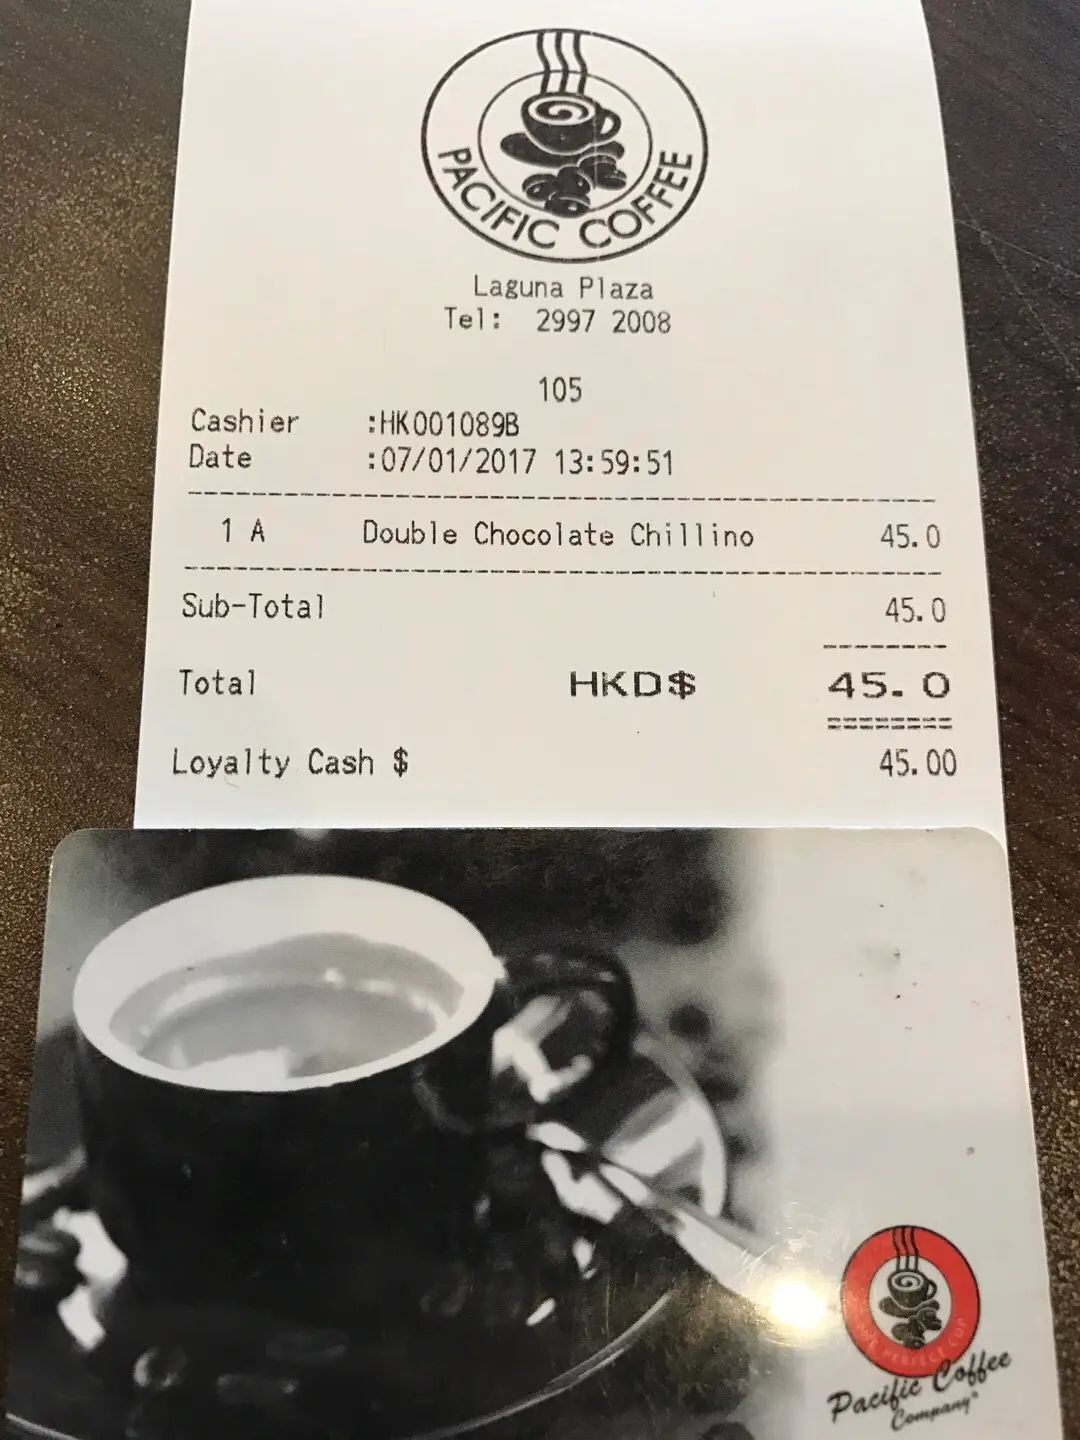 PACIFIC COFFEE
Laguna Plaza
Tel: 2997 2008
105
Cashier :HK001089B
Date :07/01/2017 13:59:51
1 A Double Chocolate Chillino 45.0
Sub-Total 45.0
Total HKD$ 45.0
Loyalty Cash $ 45.00
PERFECT CUP
Pacific Coffee
Company